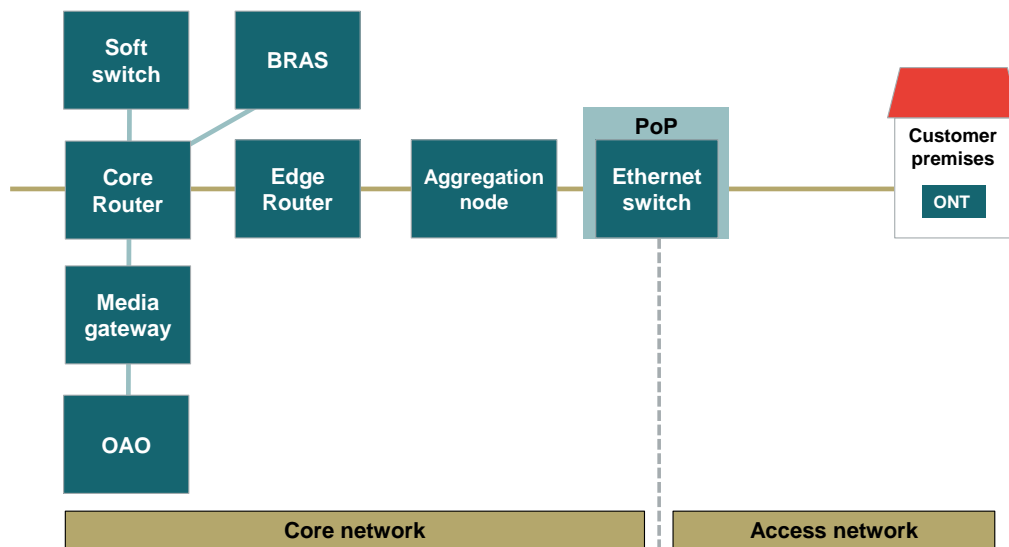 Soft
switch
BRAS
PoP
Customer
premises
Core
Router
Edge
Router
Aggregation
node
Ethernet
switch
ONT
Media
gateway
OAO
Core network
Access network